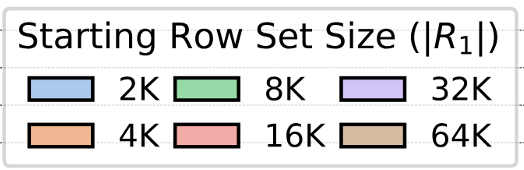 Starting Row Set Size (|R₁|)
2K 8K 32K
4K 16K 64K